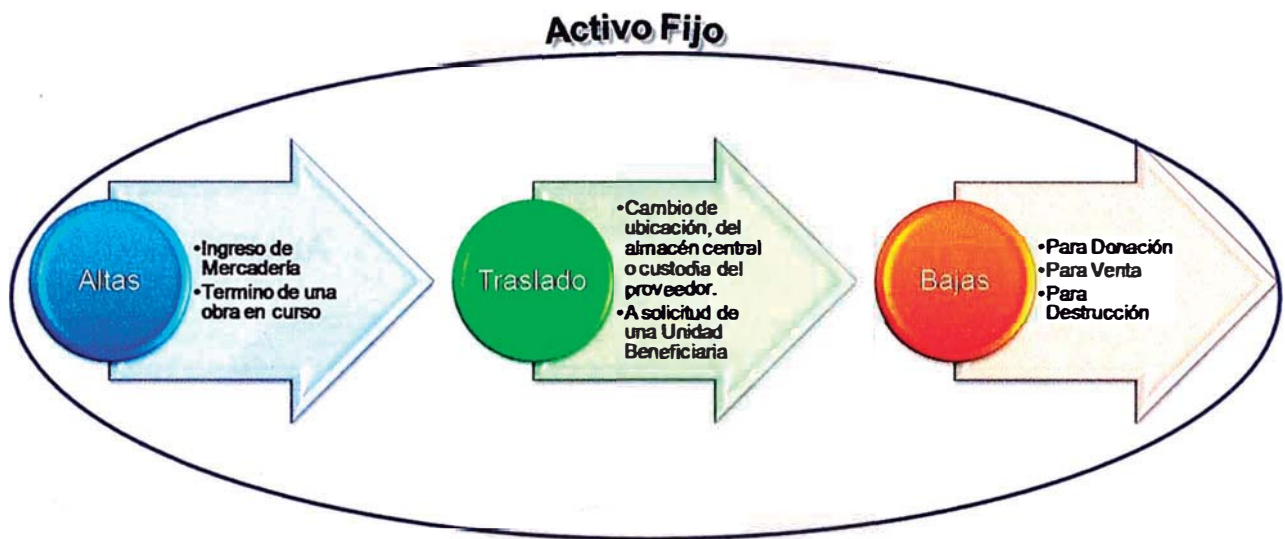 Activo Fijo
Altas
•Ingreso de
Mercadería
•Termino de una
obra en curso
Traslado
•Cambio de
ubicación, del
almacén central
o custodia del
proveedor.
•A solicitud de
una Unidad
Beneficiaria
Bajas
•Para Donación
•Para Venta
•Para
Destrucción